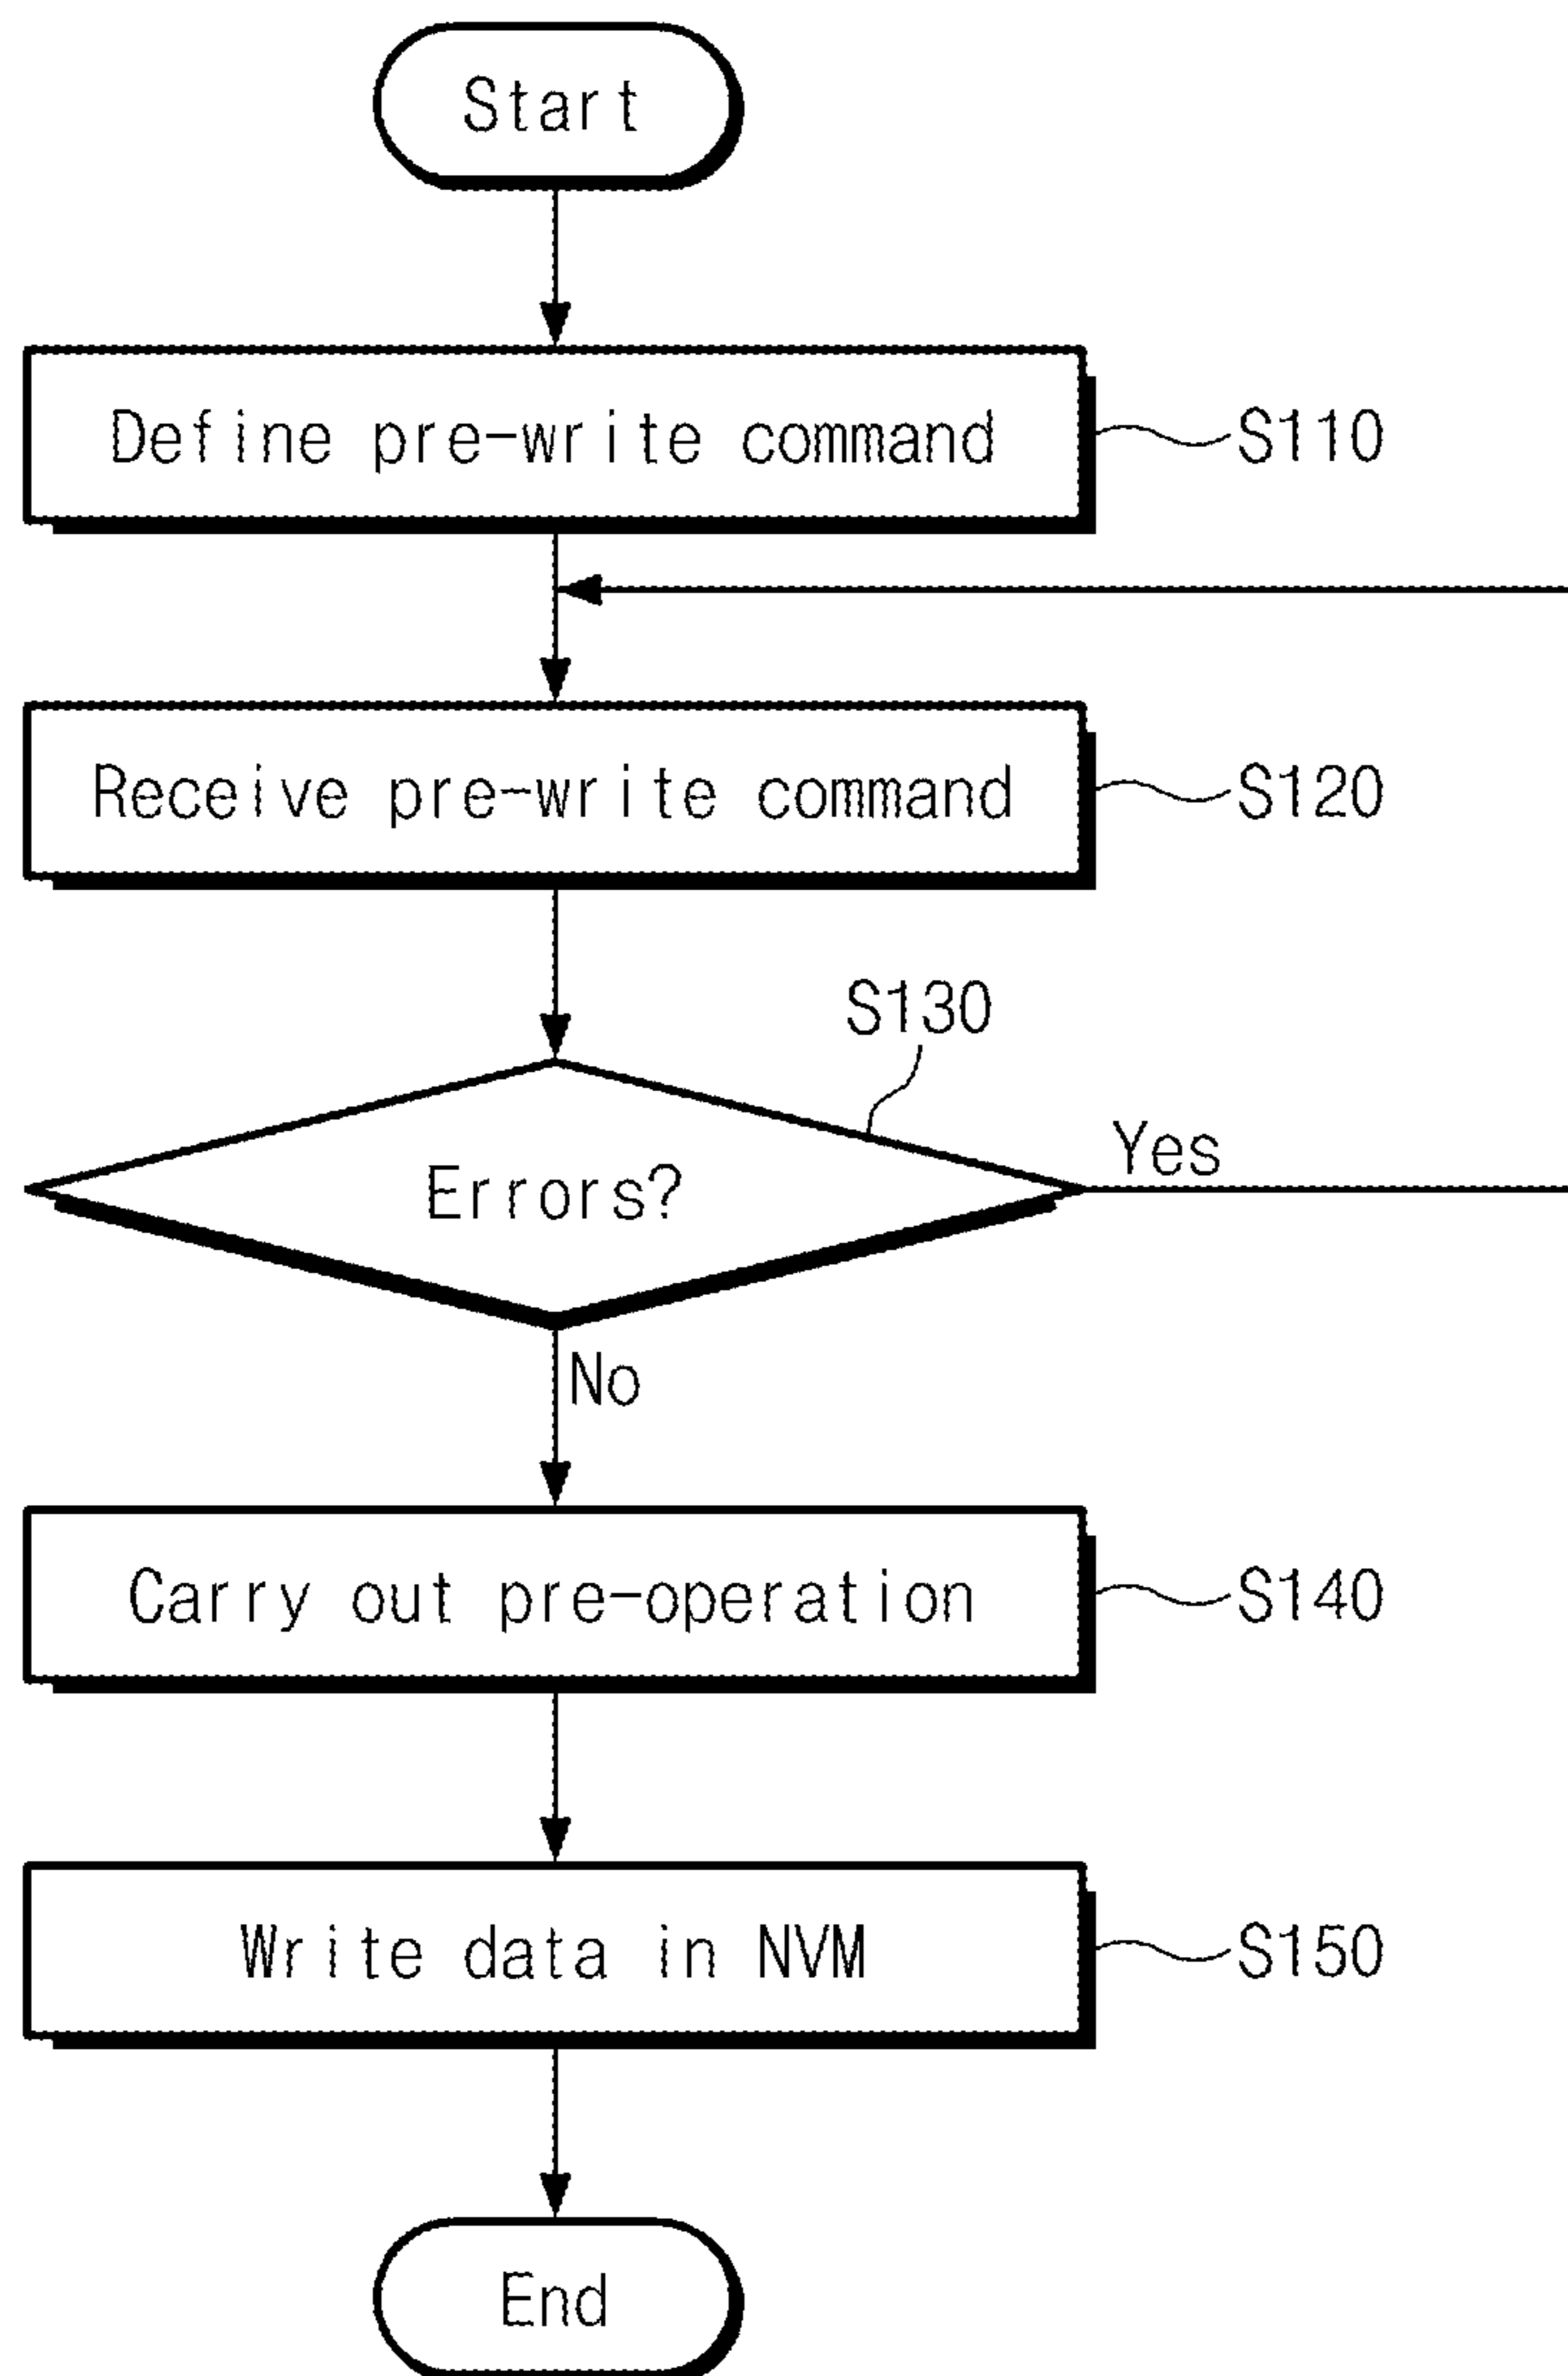 Start
Define pre-write command
S110
Receive pre-write command
S120
S130
Errors?
Yes
No
Carry out pre-operation
S140
Write data in NVM
S150
End